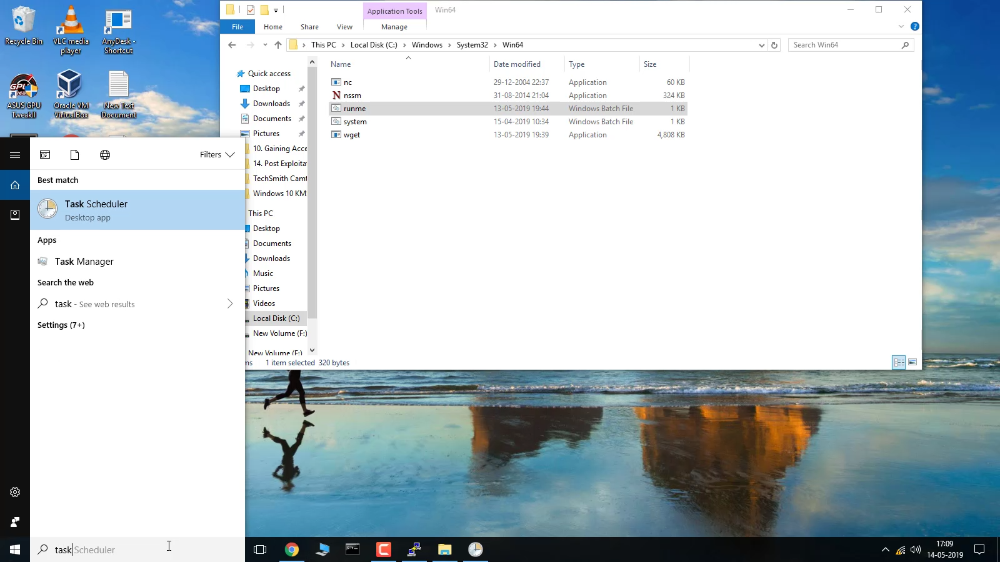 Recycle Bin
VLC media
player
AnyDesk -
Shortcut
ASUS GPU
TweakII
Oracle VM
VirtualBox
New Text
Document
Application Tools
Win64
File
Home
Share
View
Manage
This PC
Local Disk (C:)
Windows
System32
Win64
Search Win64
Quick access
Desktop
Downloads
Documents
Pictures
10. Gaining Acce
14. Post Exploita
TechSmith Camt
Windows 10 KM
This PC
Desktop
Documents
Downloads
Music
Pictures
Videos
Local Disk (C:)
New Volume (F:)
New Volume (F:)
Name Date modified Type Size
nc 29-12-2004 22:37 Application 60 KB
nssm 31-08-2014 21:04 Application 324 KB
runme 13-05-2019 19:44 Windows Batch File 1 KB
system 15-04-2019 10:34 Windows Batch File 1 KB
wget 13-05-2019 19:39 Application 4,808 KB
ms 1 item selected 320 bytes
Filters
Best match
Task Scheduler
Desktop app
Apps
Task Manager
Search the web
task - See web results
Settings (7+)
task Scheduler
17:09
14-05-2019